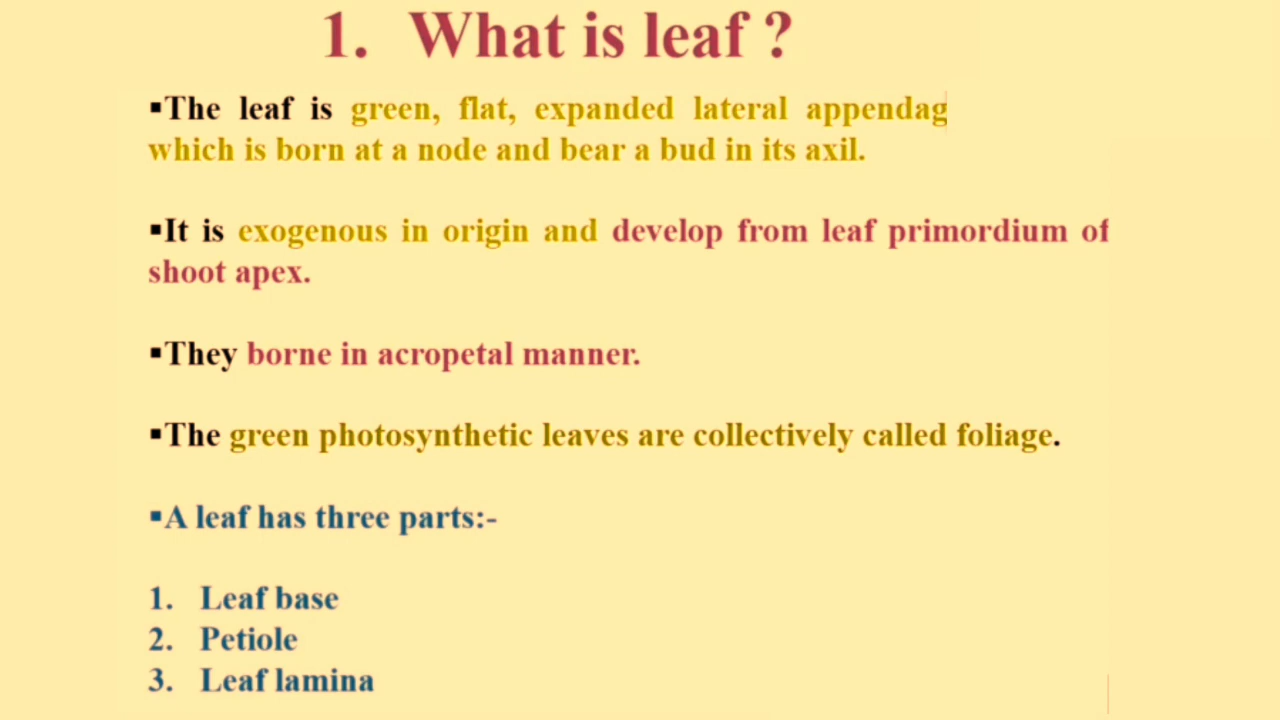 1. What is leaf ?
▪The leaf is green, flat, expanded lateral appendag
which is born at a node and bear a bud in its axil.
▪It is exogenous in origin and develop from leaf primordium of
shoot apex.
▪They borne in acropetal manner.
▪The green photosynthetic leaves are collectively called foliage.
▪A leaf has three parts:-
1. Leaf base
2. Petiole
3. Leaf lamina